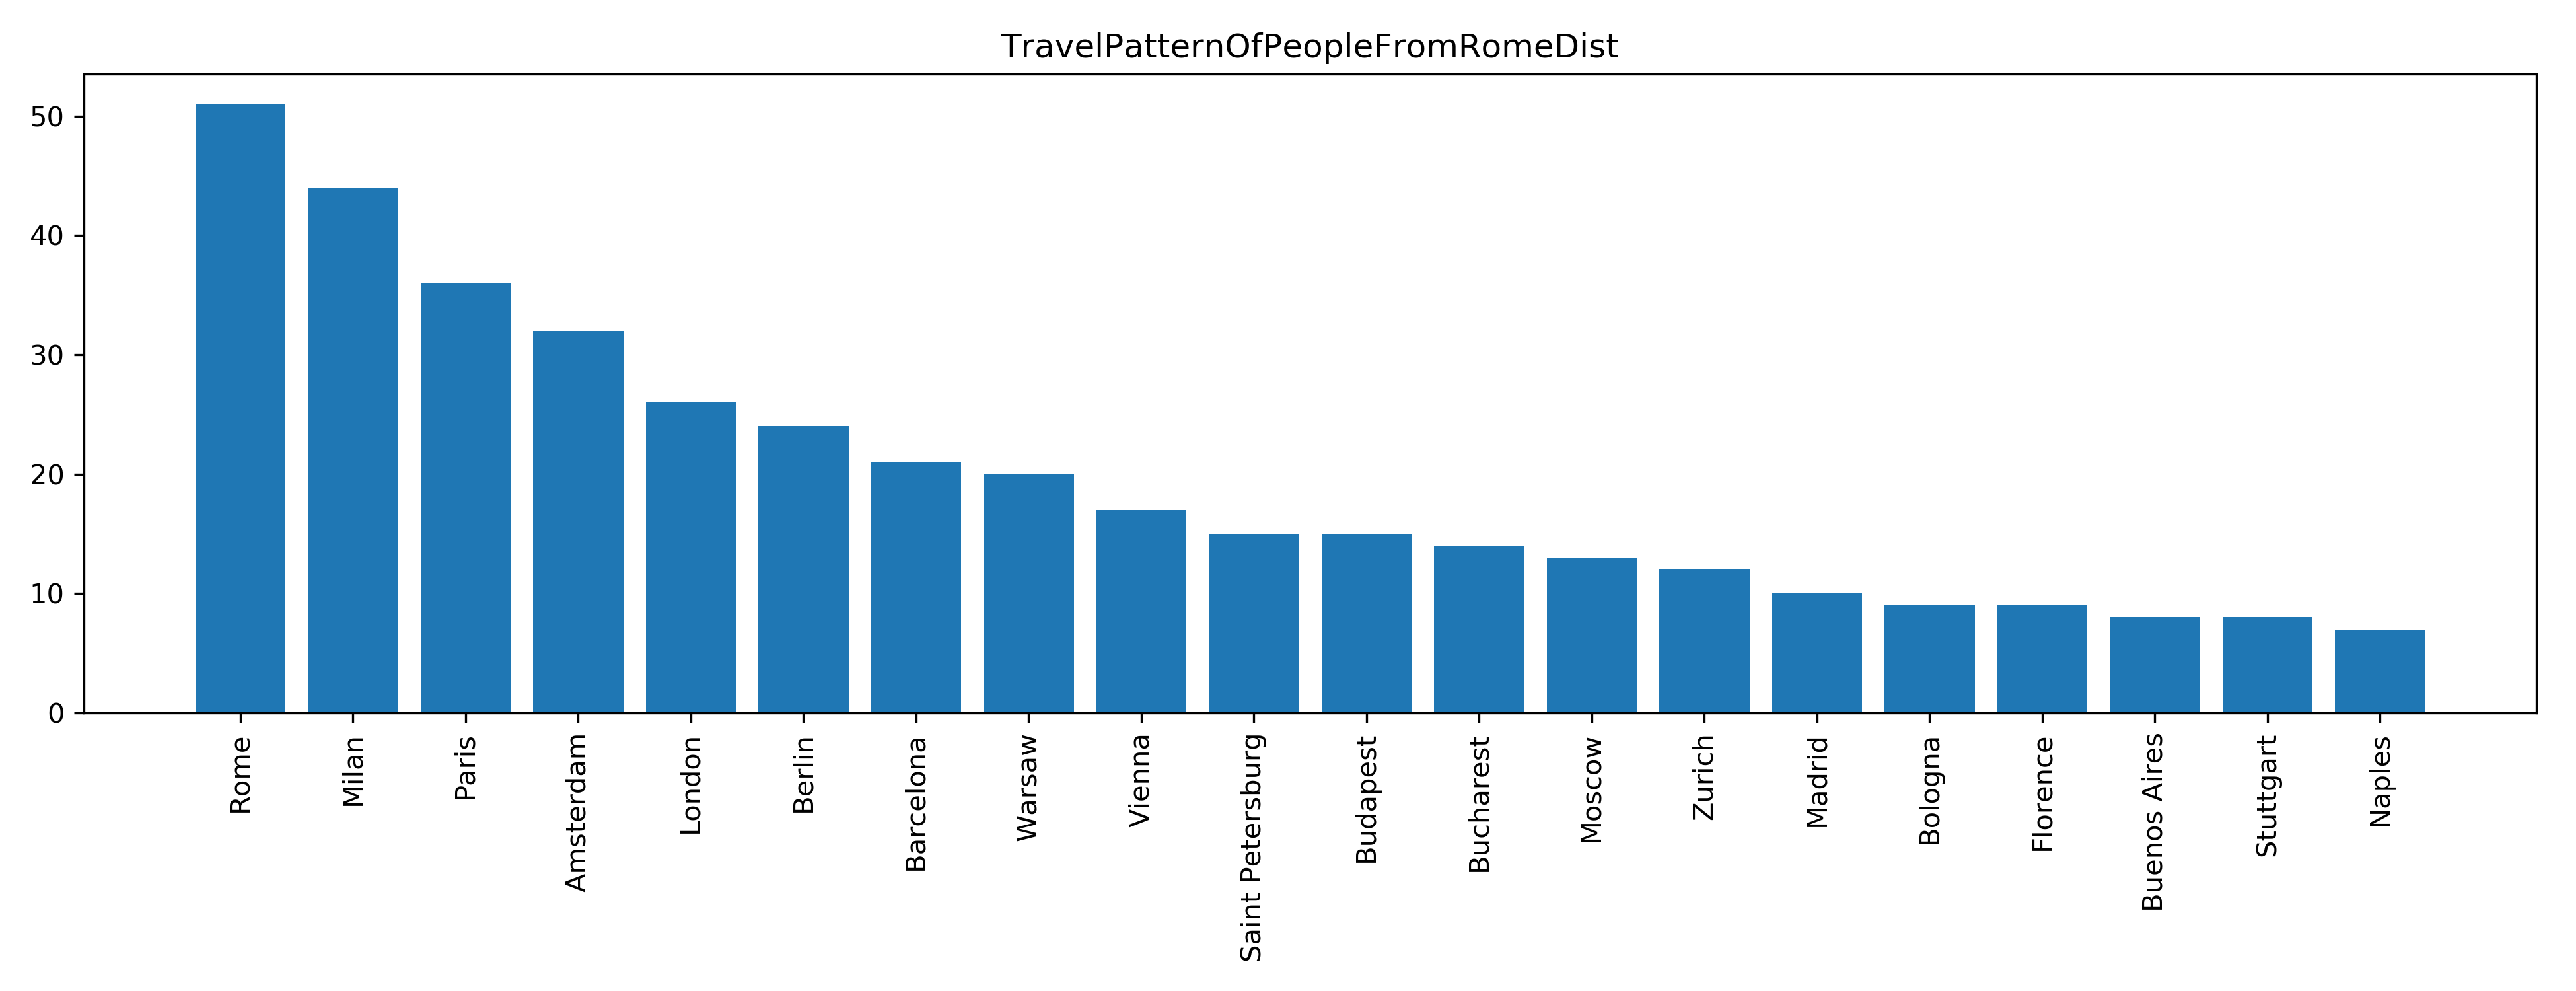 TravelPatternOfPeopleFromRomeDist
50
40
30
20
10
0
Rome
Milan
Paris
Amsterdam
London
Berlin
Barcelona
Warsaw
Vienna
Saint Petersburg
Budapest
Bucharest
Moscow
Zurich
Madrid
Bologna
Florence
Buenos Aires
Stuttgart
Naples